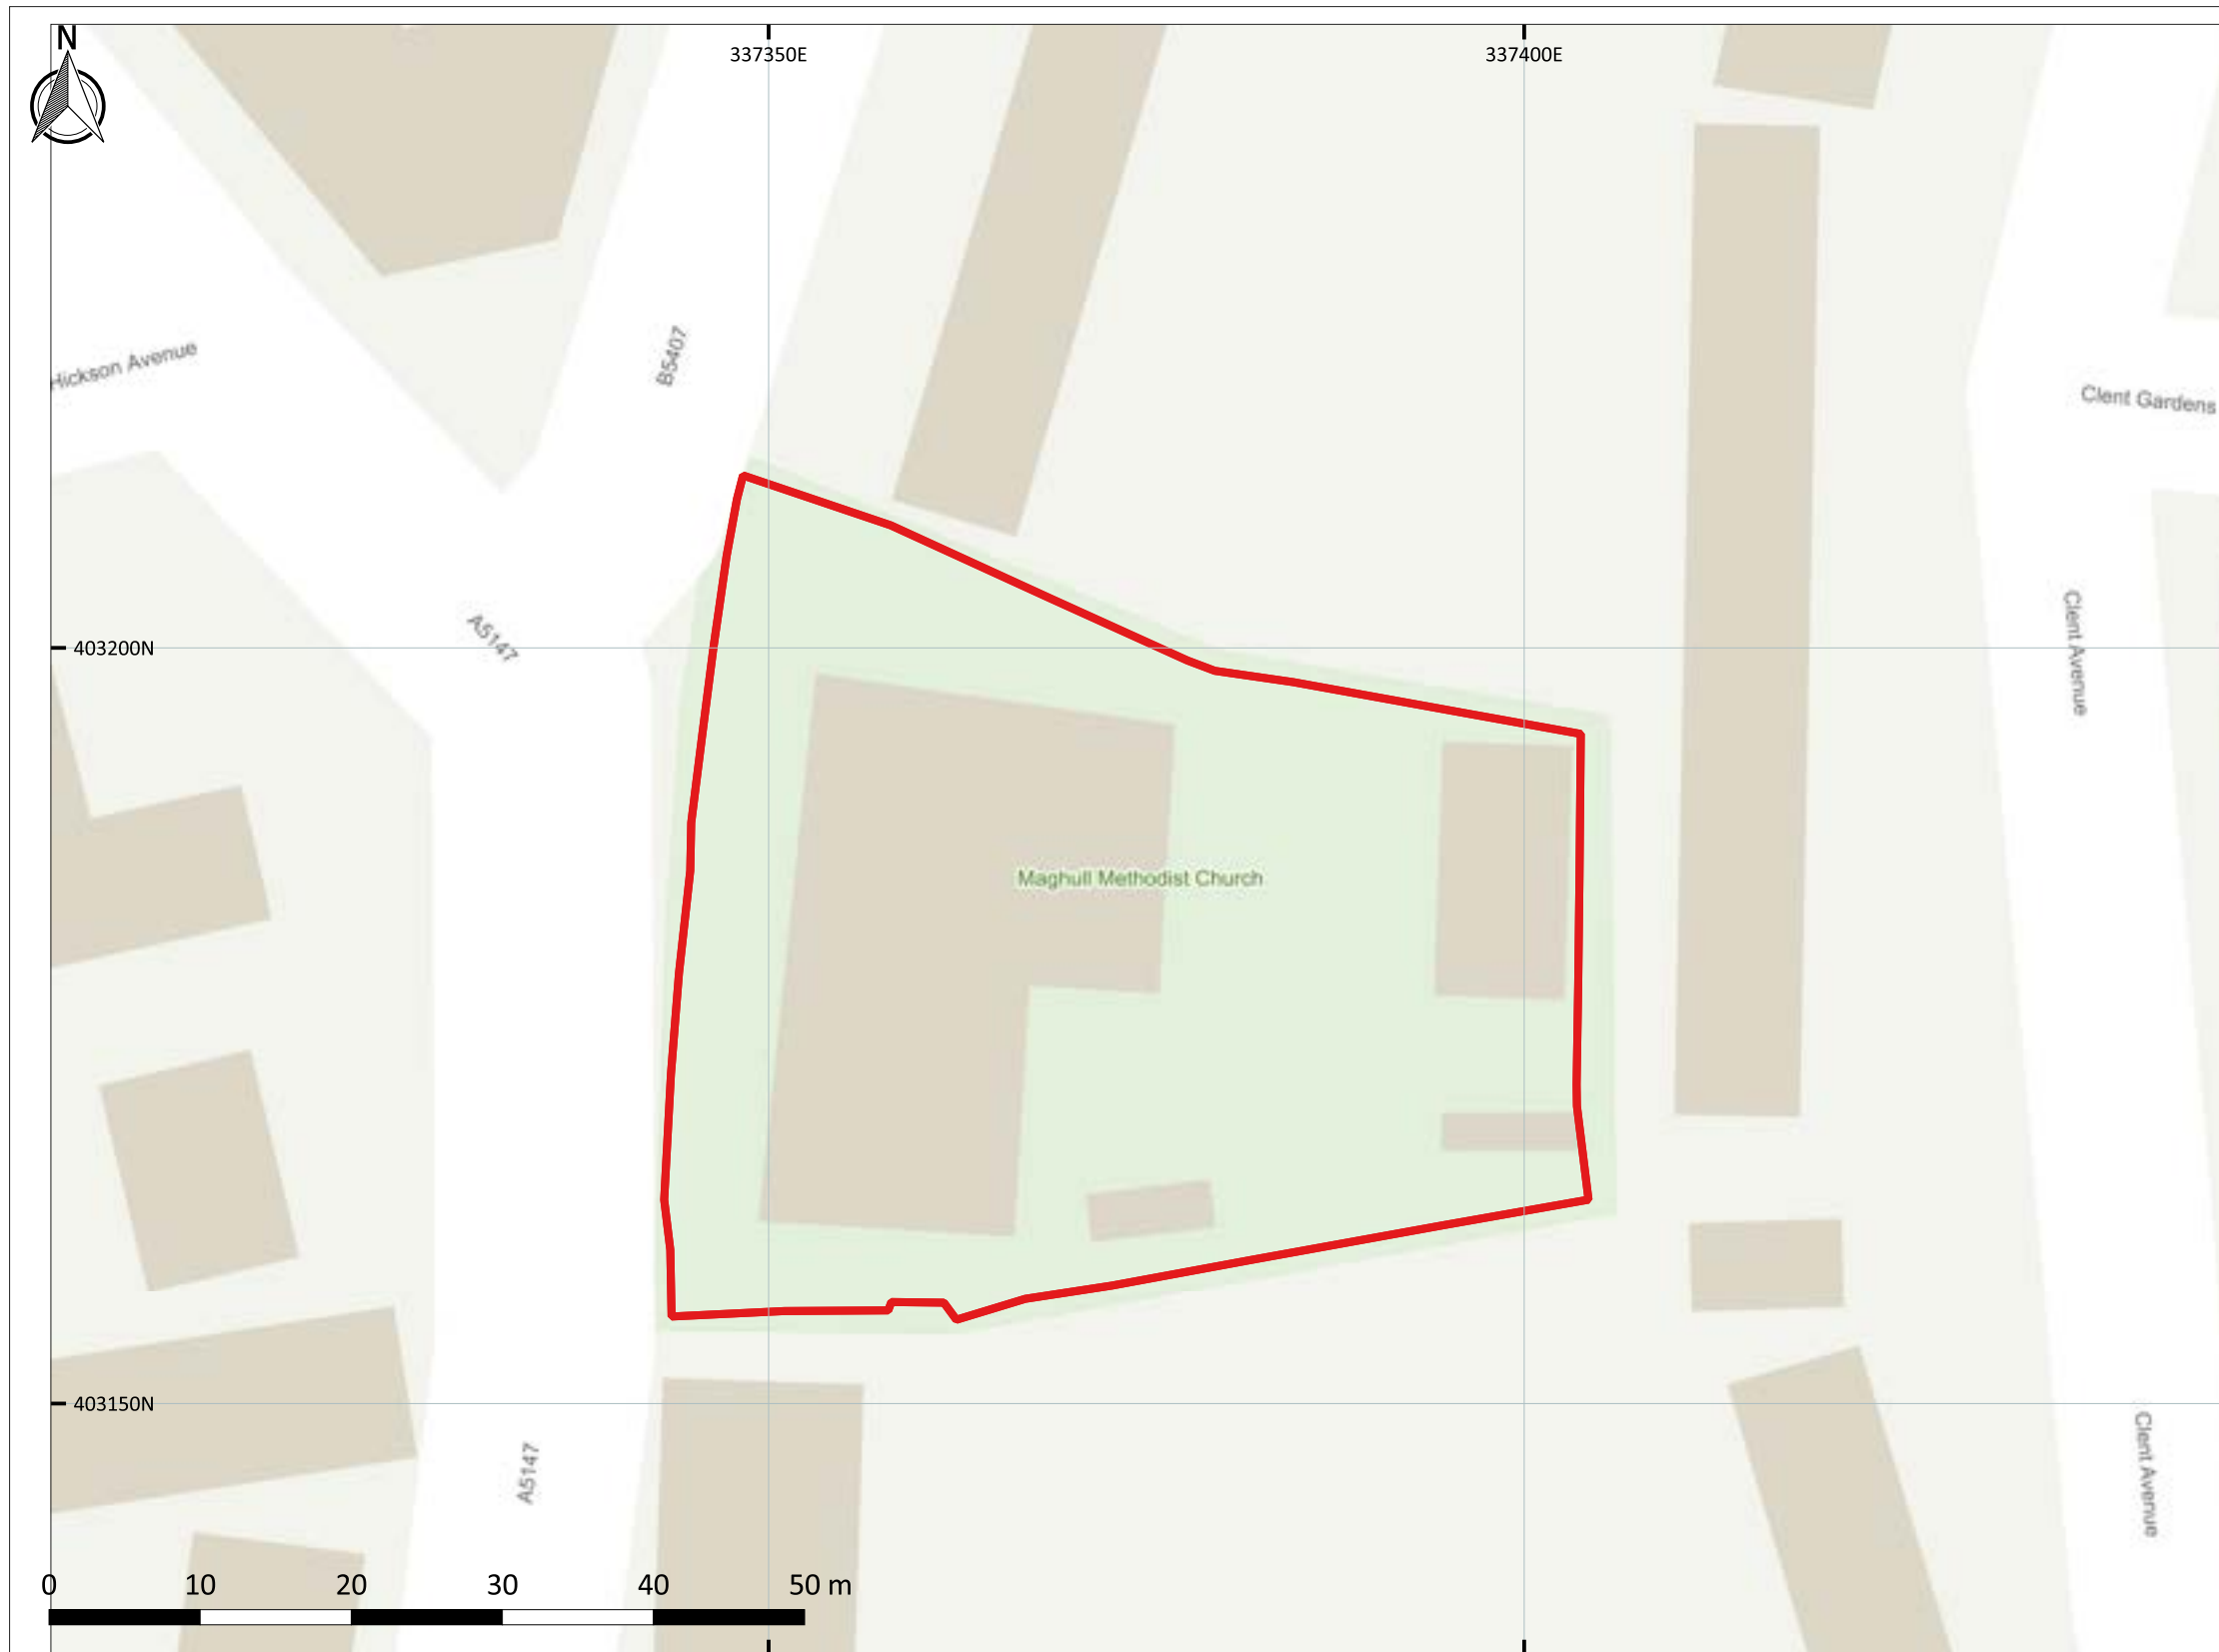 N
337350E
337400E
Hickson Avenue
B5407
Clent Gardens
A5147
403200N
Clent Avenue
Maghull Methodist Church
403150N
A5147
Clent Avenue
0 10 20 30 40 50 m